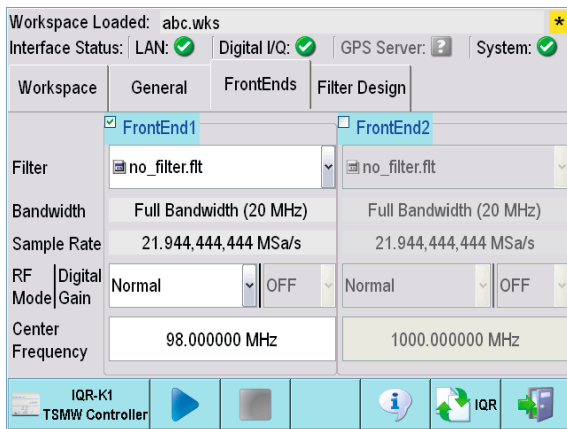 Workspace Loaded: abc.wks *
Interface Status: LAN: Digital I/Q: GPS Server: ? System:
Workspace General FrontEnds Filter Design
FrontEnd1 FrontEnd2
Filter no_filter.flt no_filter.flt
Bandwidth Full Bandwidth (20 MHz) Full Bandwidth (20 MHz)
Sample Rate 21.944,444,444 MSa/s 21.944,444,444 MSa/s
RF Digital
Mode Gain Normal OFF Normal OFF
Center
Frequency 98.000000 MHz 1000.000000 MHz
IQR-K1
TSMW Controller i IQR